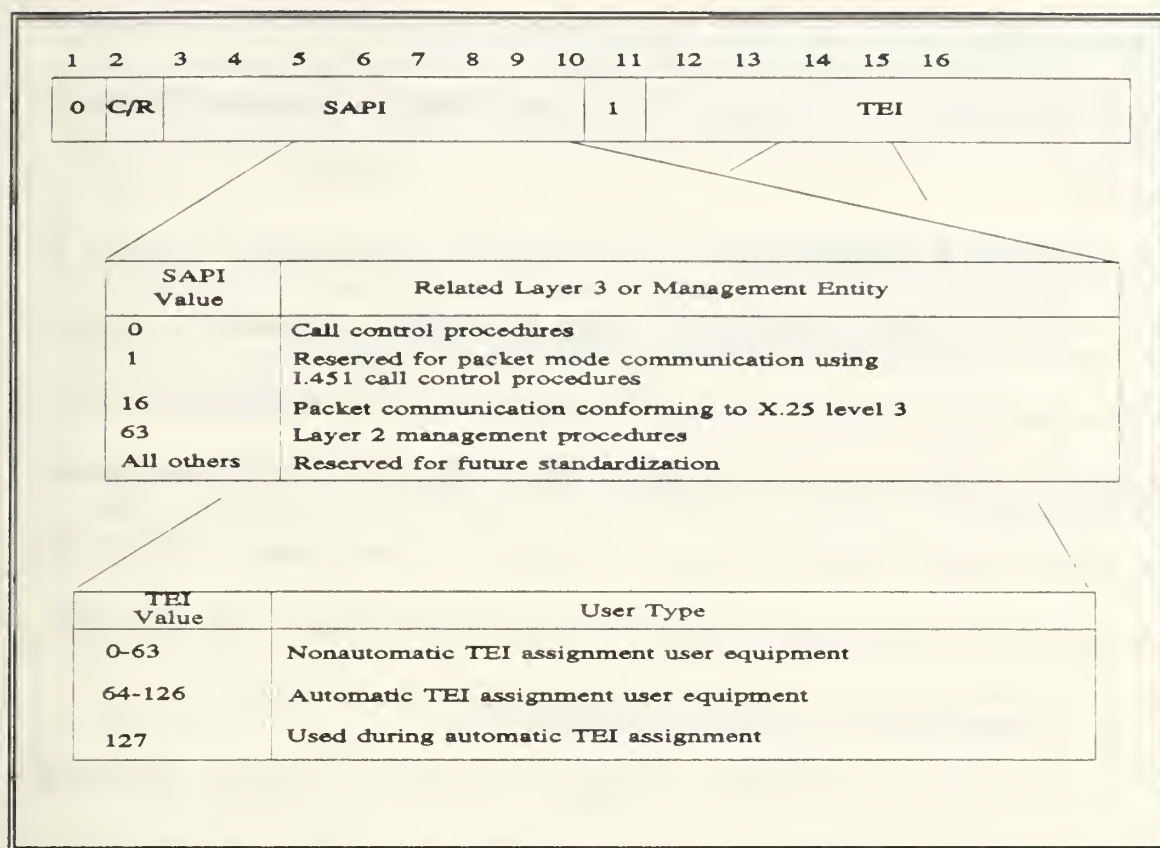 1 2 3 4 5 6 7 8 9 10 11 12 13 14 15 16
0 C/R SAPI 1 TEI
SAPI Value Related Layer 3 or Management Entity
0 Call control procedures
1 Reserved for packet mode communication using
I.451 call control procedures
16 Packet communication conforming to X.25 level 3
63 Layer 2 management procedures
All others Reserved for future standardization
TEI Value User Type
0-63 Nonautomatic TEI assignment user equipment
64-126 Automatic TEI assignment user equipment
127 Used during automatic TEI assignment